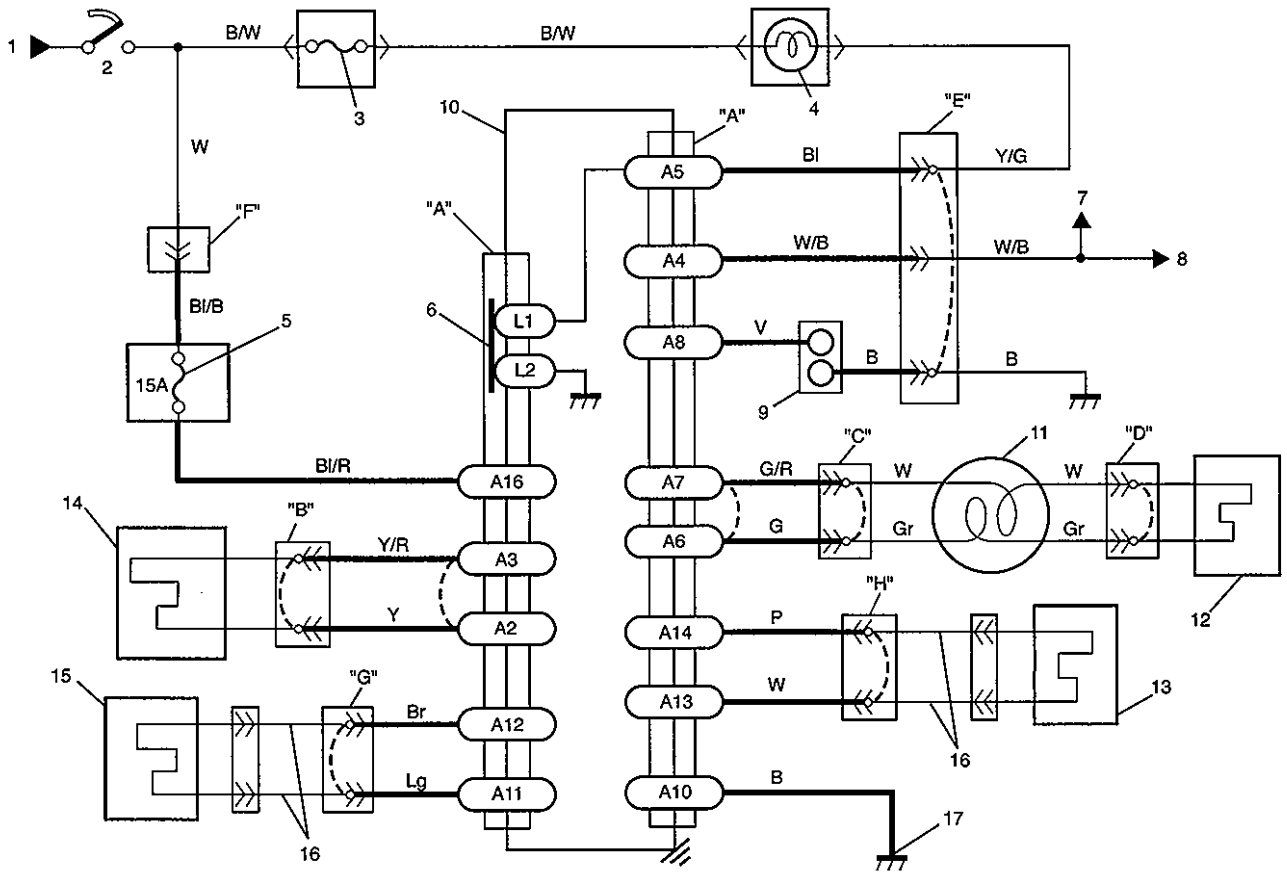 B/W
B/W
1
2
3
4
10
"A"
"E"
W
Bl
Y/G
A5
7
"F"
"A"
W/B
W/B
A4
8
Bl/B
6
L1
V
5
A8
15A
L2
B
B
9
"C"
11
"D"
Bl/R
G/R
W
W
A16
A7
14
"B"
Y/R
G
Gr
Gr
A3
A6
12
Y
"H"
A2
P
A14
15
"G"
W
13
Br
A13
A12
16
Lg
B
A11
A10
17
16